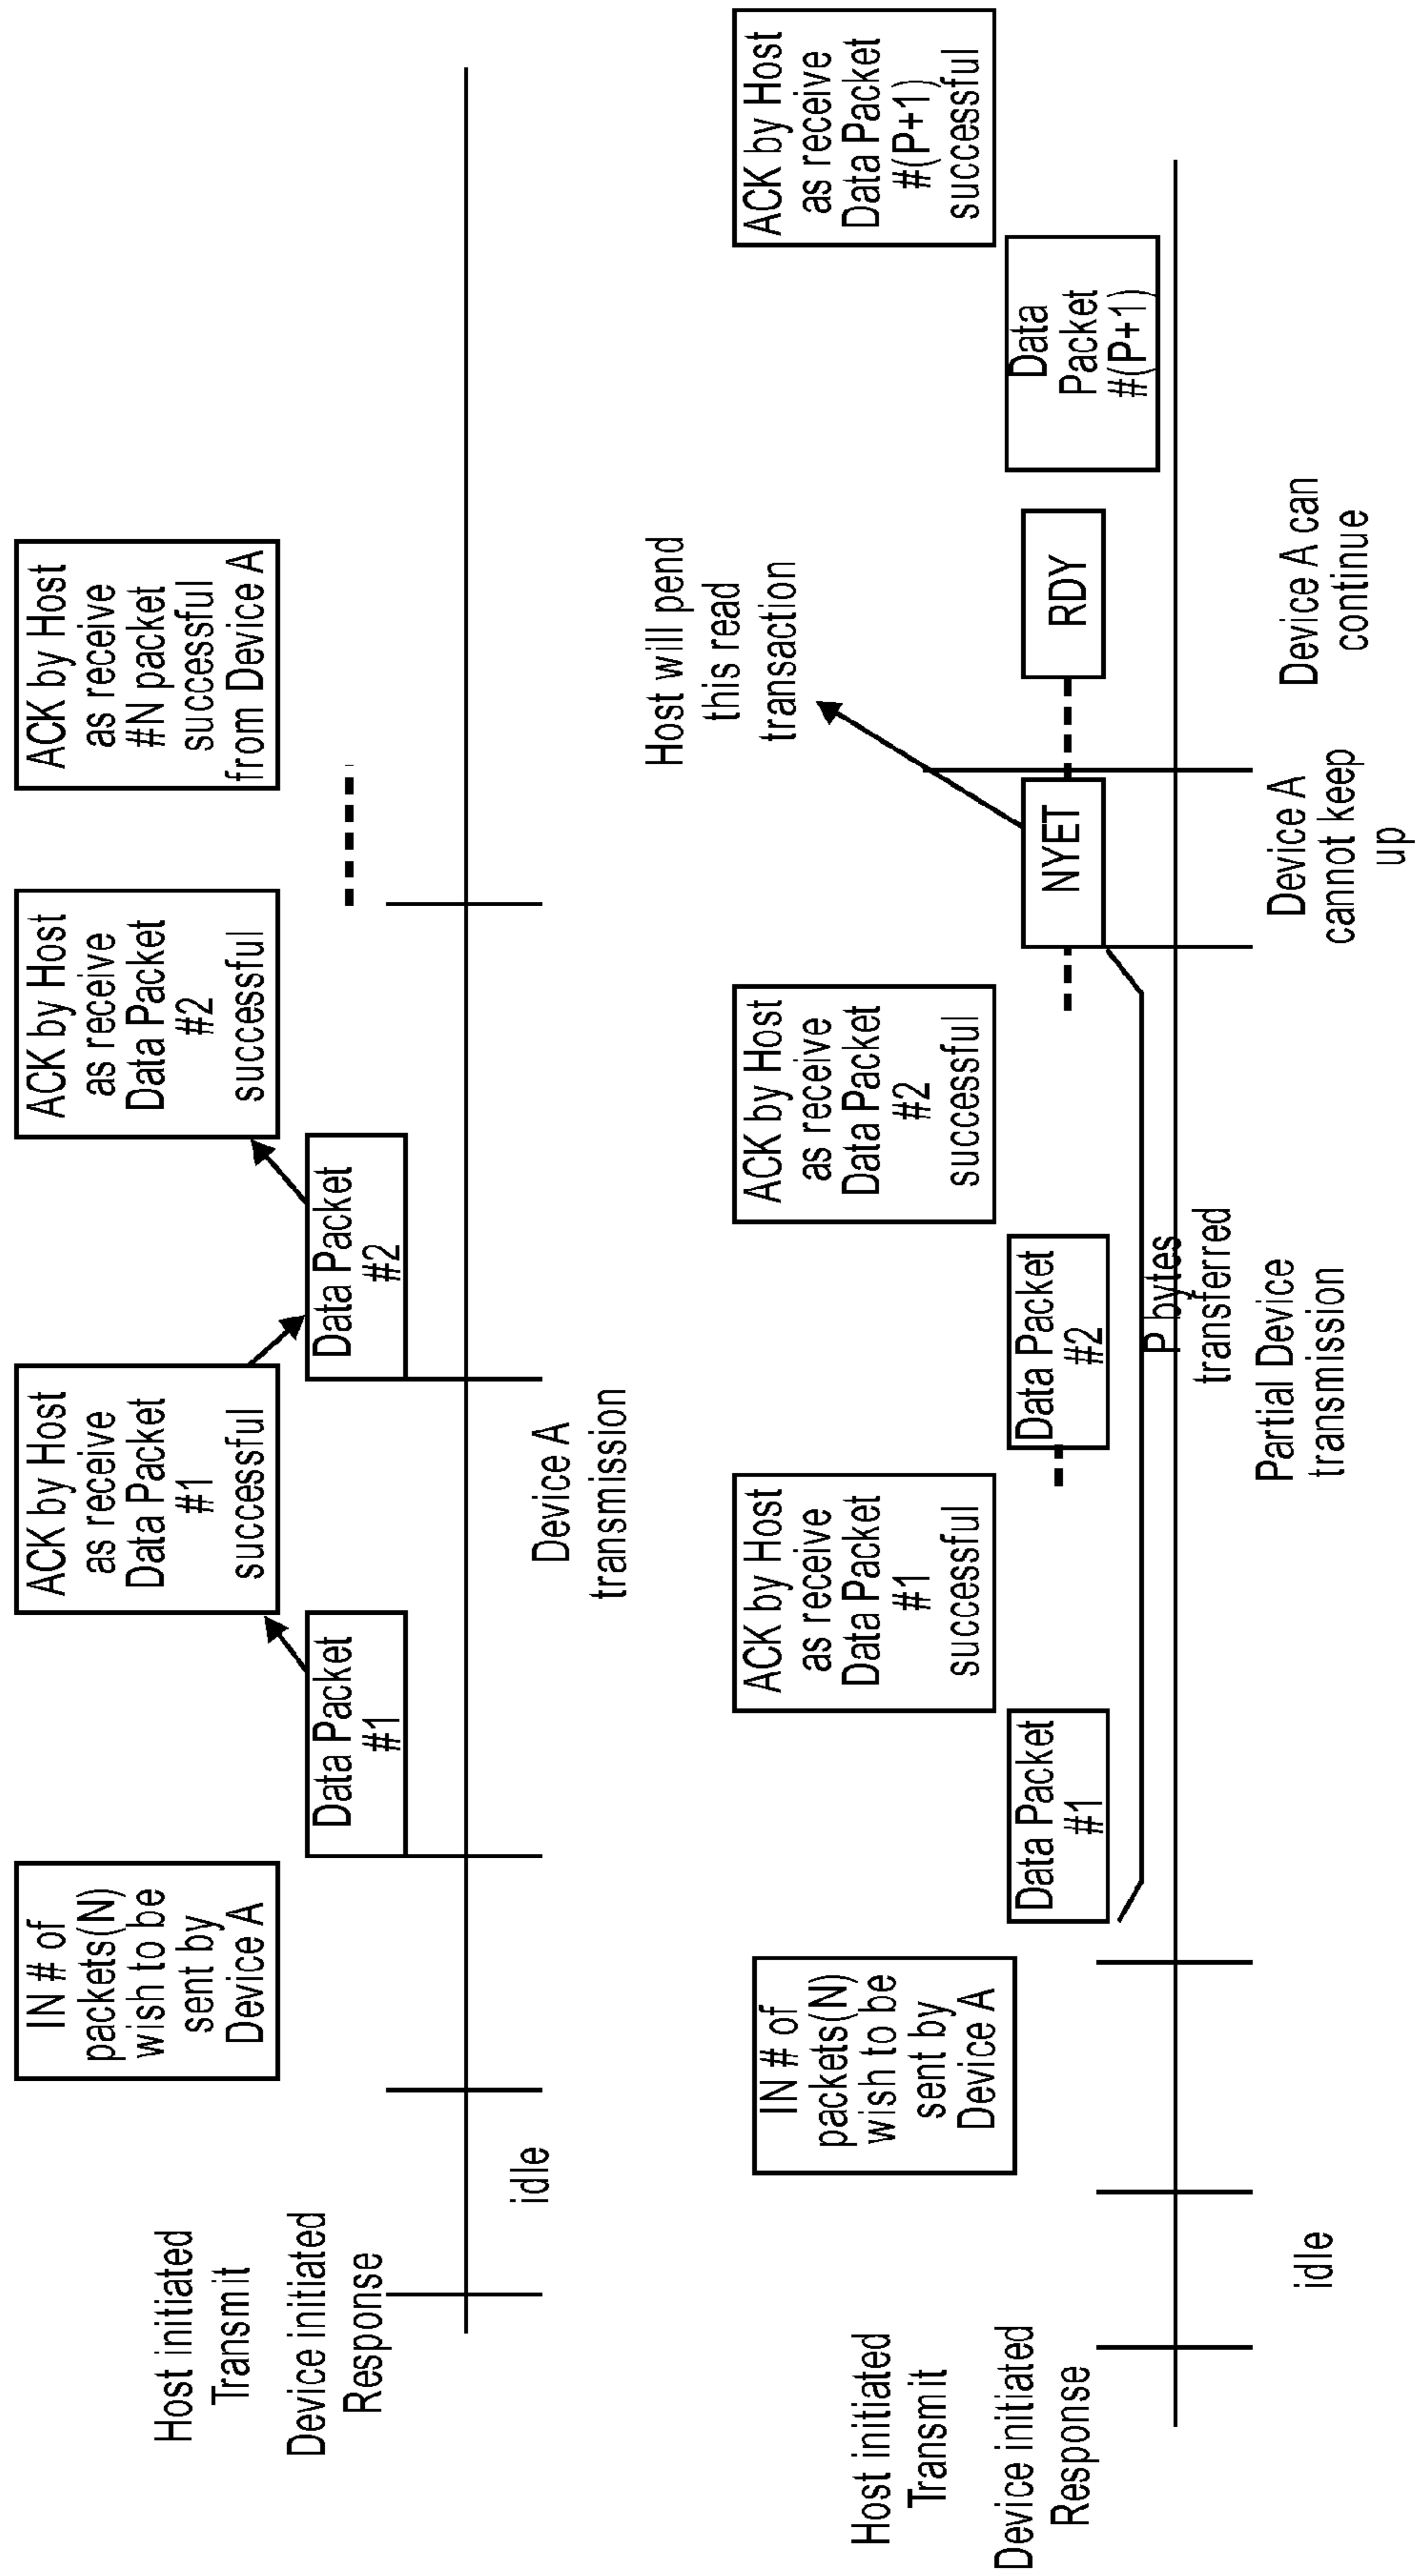 Host initiated
Transmit
Device initiated
Response
idle
IN # of
packets(N)
wish to be
sent by
Device A
Data Packet
#1
ACK by Host
as receive
Data Packet
#1
successful
Device A
transmission
Data Packet
#2
ACK by Host
as receive
Data Packet
#2
successful
ACK by Host
as receive
#N packet
successful
from Device A
Host initiated
Transmit
Device initiated
Response
idle
IN # of
packets(N)
wish to be
sent by
Device A
Data Packet
#1
ACK by Host
as receive
Data Packet
#1
successful
Data Packet
#2
P bytes
transferred
Partial Device
transmission
ACK by Host
as receive
Data Packet
#2
successful
NYET
Device A
cannot keep
up
Host will pend
this read
transaction
RDY
Device A can
continue
Data
Packet
#(P+1)
ACK by Host
as receive
Data Packet
#(P+1)
successful